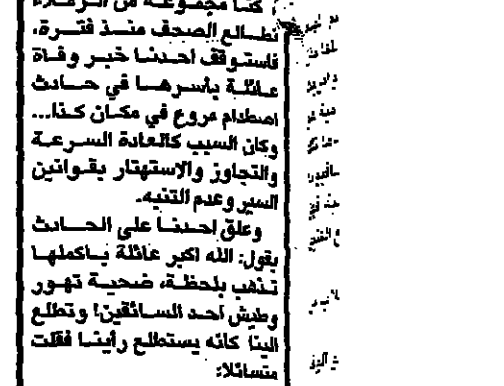 كنا مجموعة من الزملاء
نطالع الصحف منذ فترة،
فاستوقف احدنا خبر وفاة
عائلة بأسرها في حادث
اصطدام مروع في مكان كذا...
وكان السبب كالعادة السرعة
والتجاوز والاستهتار بقوانين
السير وعدم التنبه.
وعلق احدنا على الحادث
بقول: الله اكبر عائلة بأكملها
تذهب بلحظة، ضحية تهور
وطيش أحد السائقين! وتطلع
الينا كأنه يستطلع رأينا فقلت
متسائلا: